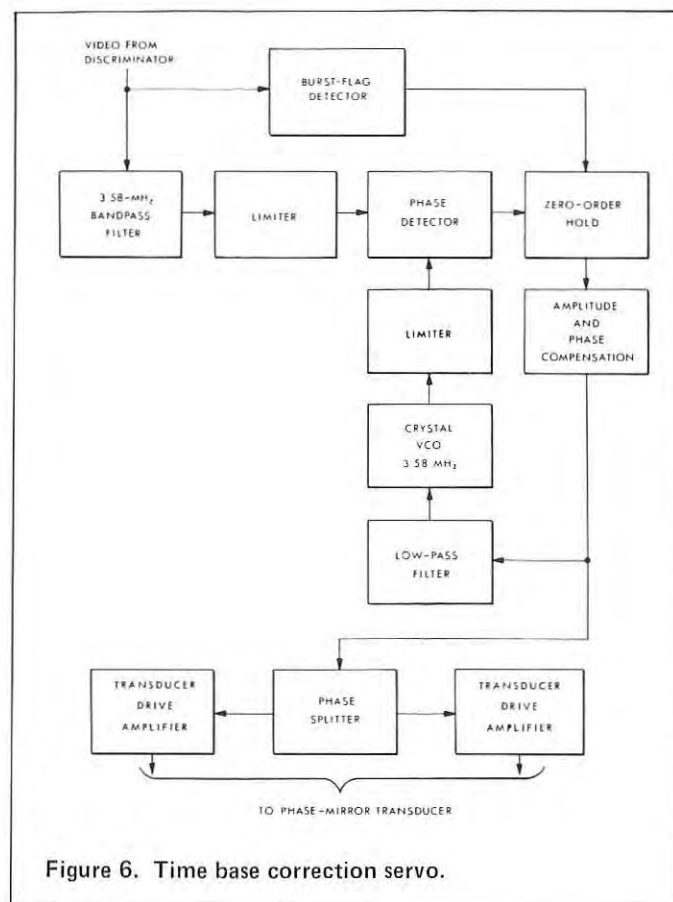 VIDEO FROM
DISCRIMINATOR
BURST-FLAG
DETECTOR
3.58-MHz
BANDPASS
FILTER
LIMITER
PHASE
DETECTOR
ZERO-ORDER
HOLD
LIMITER
AMPLITUDE
AND
PHASE
COMPENSATION
CRYSTAL
VCO
3.58 MHz
LOW-PASS
FILTER
TRANSDUCER
DRIVE
AMPLIFIER
PHASE
SPLITTER
TRANSDUCER
DRIVE
AMPLIFIER
TO PHASE-MIRROR TRANSDUCER
Figure 6. Time base correction servo.